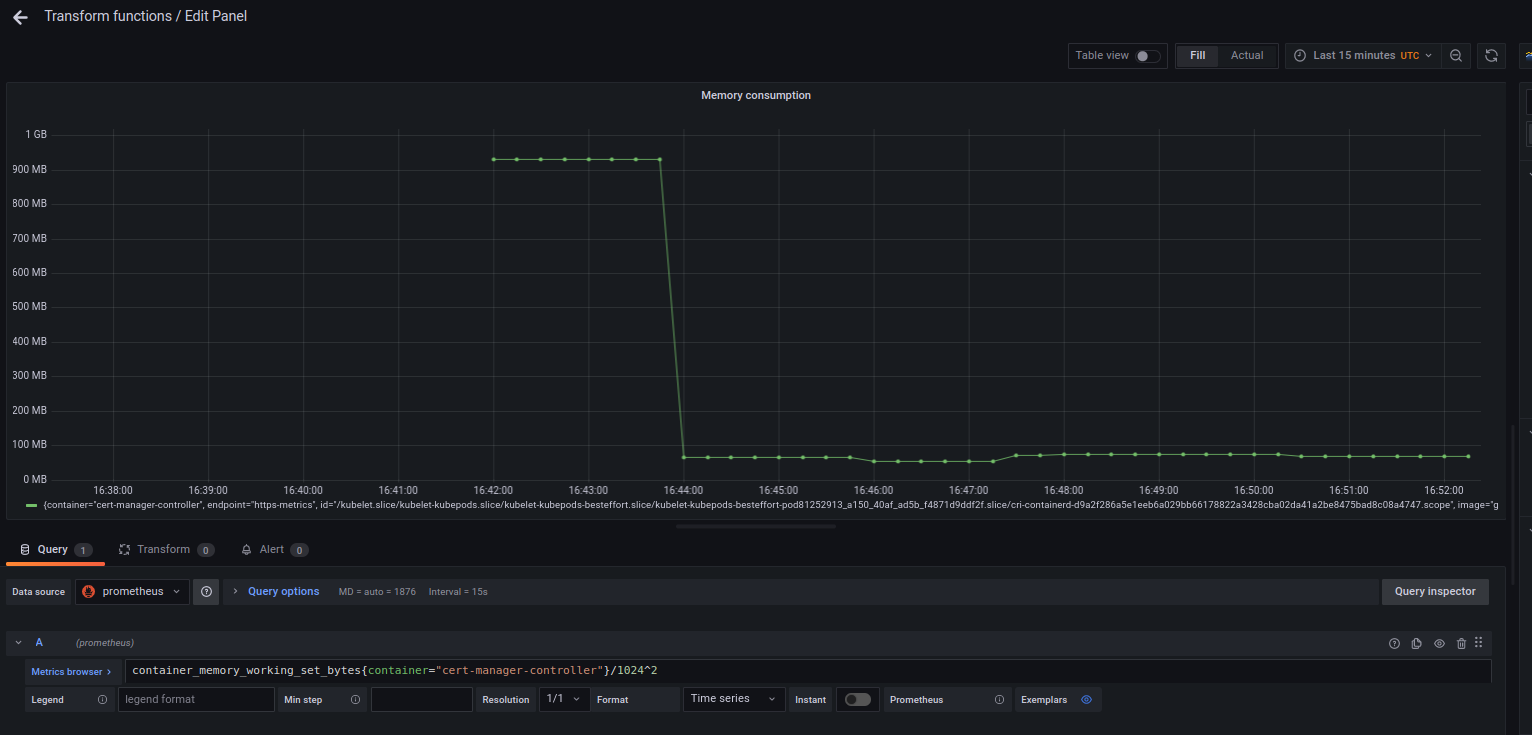 Transform functions / Edit Panel
Table view Fill Actual Last 15 minutes UTC
Memory consumption
1 GB
900 MB
800 MB
700 MB
600 MB
500 MB
400 MB
300 MB
200 MB
100 MB
0 MB
16:38:00 16:39:00 16:40:00 16:41:00 16:42:00 16:43:00 16:44:00 16:45:00 16:46:00 16:47:00 16:48:00 16:49:00 16:50:00 16:51:00 16:52:00
{container="cert-manager-controller", endpoint="https-metrics", id="/kubelet.slice/kubelet-kubepods.slice/kubelet-kubepods-besteffort.slice/kubelet-kubepods-besteffort-pod81252913_a150_40af_ad5b_f4871d9ddf2f.slice/cri-containerd-d9a2f286a5e1eeb6a029bb66178822a3428cba02da41a2be8475bad8c08a4747.scope", image="g
Query 1 Transform 0 Alert 0
Data source prometheus Query options MD = auto = 1876 Interval = 15s Query inspector
A (prometheus)
Metrics browser > container_memory_working_set_bytes{container="cert-manager-controller"}/1024^2
Legend legend format Min step Resolution 1/1 Format Time series Instant Prometheus Exemplars